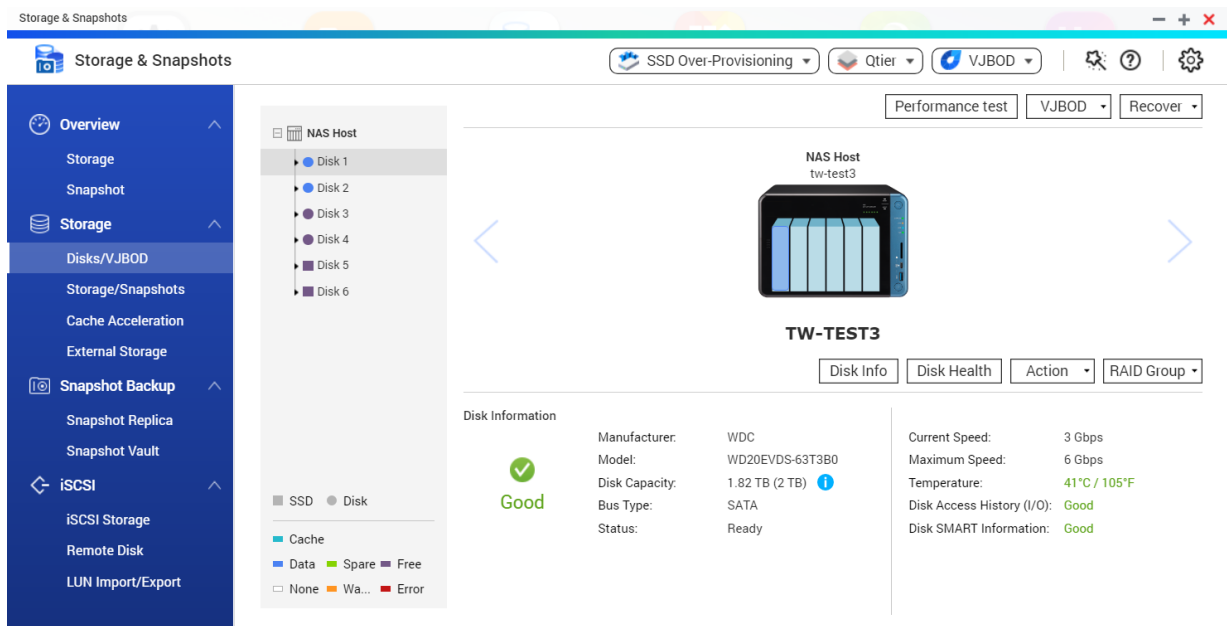 Storage & Snapshots
Storage & Snapshots
SSD Over-Provisioning
Qtier
VJBOD
Overview
Storage
Snapshot
Storage
Disks/VJBOD
Storage/Snapshots
Cache Acceleration
External Storage
Snapshot Backup
Snapshot Replica
Snapshot Vault
iSCSI
iSCSI Storage
Remote Disk
LUN Import/Export
NAS Host
Disk 1
Disk 2
Disk 3
Disk 4
Disk 5
Disk 6
SSD Disk
Cache
Data Spare Free
None Wa... Error
Performance test VJBOD Recover
NAS Host
tw-test3
TW-TEST3
Disk Info Disk Health Action RAID Group
Disk Information
Good
Manufacturer: WDC
Model: WD20EVDS-63T3B0
Disk Capacity: 1.82 TB (2 TB)
Bus Type: SATA
Status: Ready
Current Speed: 3 Gbps
Maximum Speed: 6 Gbps
Temperature: 41°C / 105°F
Disk Access History (I/O): Good
Disk SMART Information: Good